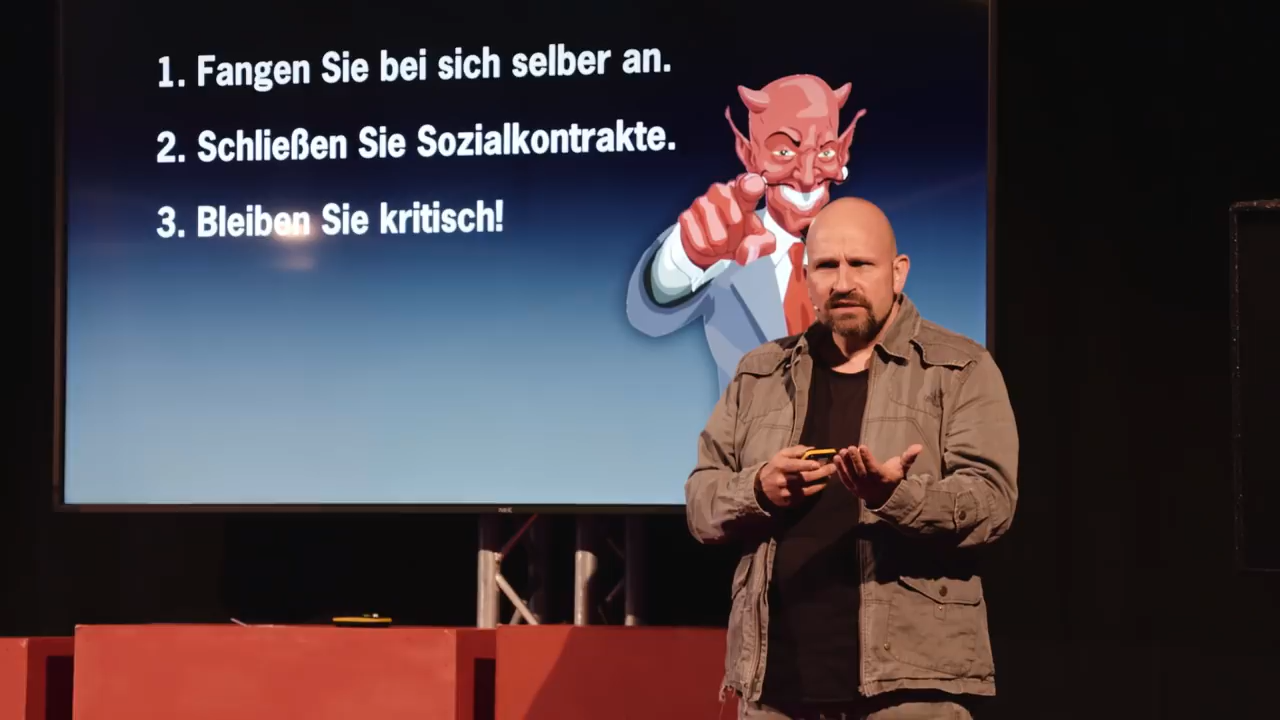 1. Fangen Sie bei sich selber an.
2. Schließen Sie Sozialkontrakte.
3. Bleiben Sie kritisch!